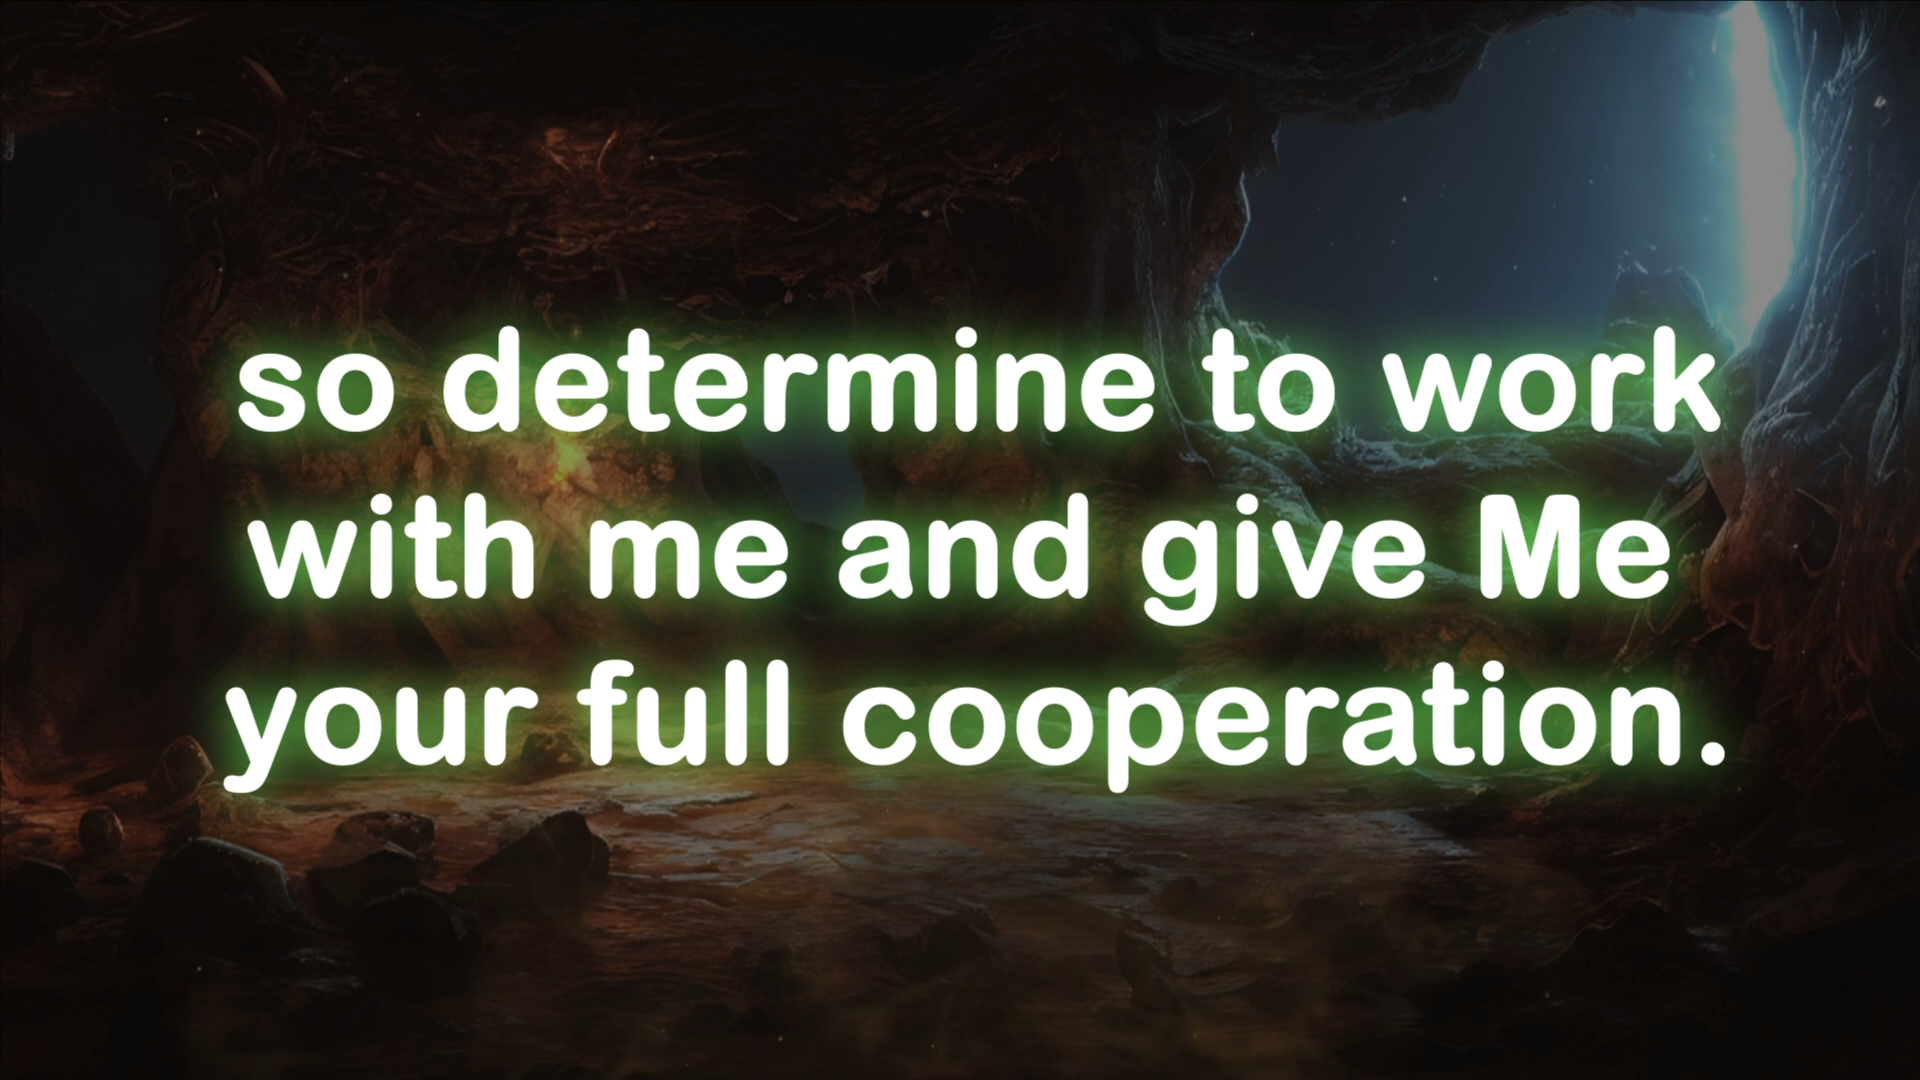 so determine to work
with me and give Me
your full cooperation.